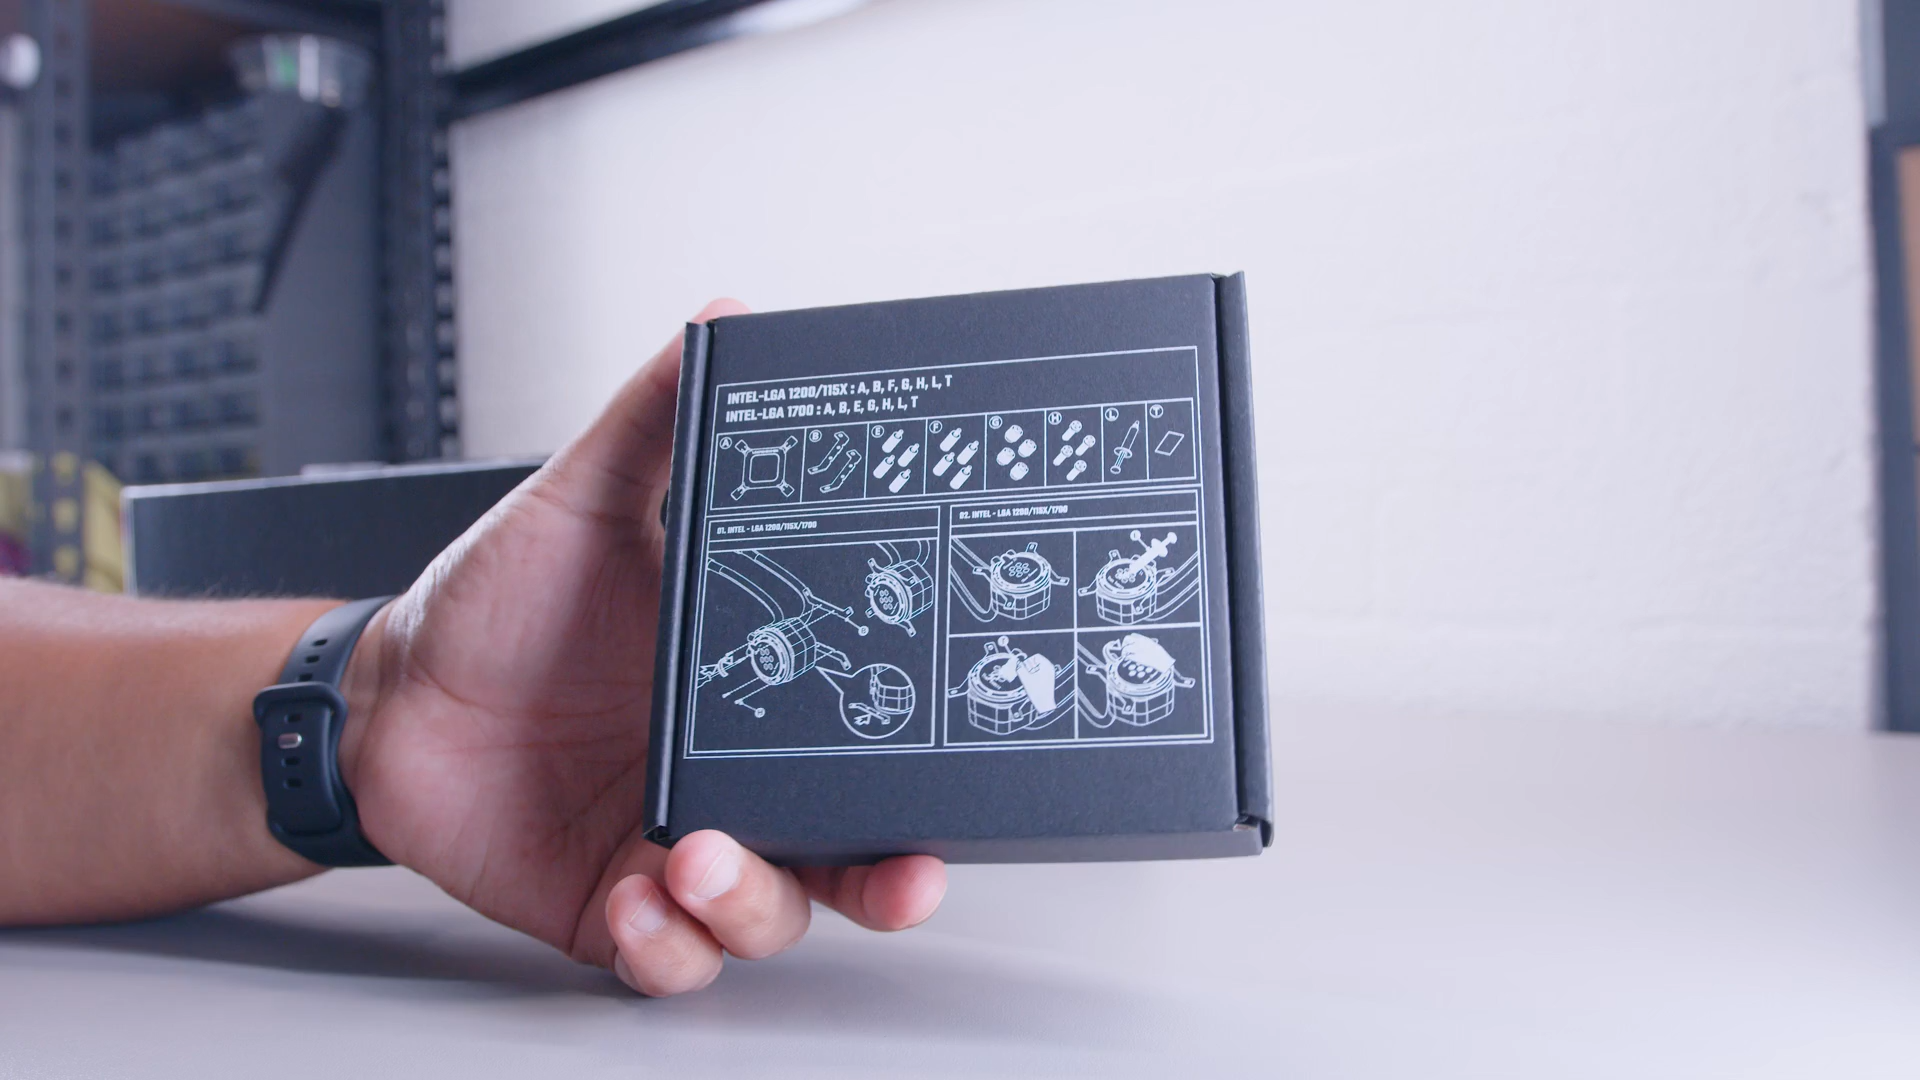 INTEL-LGA 1200/115X : A, B, F, G, H, L, T
INTEL-LGA 1700 : A, B, E, G, H, L, T
A B E F G H L T
01. INTEL - LGA 1200/115X/1700
02. INTEL - LGA 1200/115X/1700